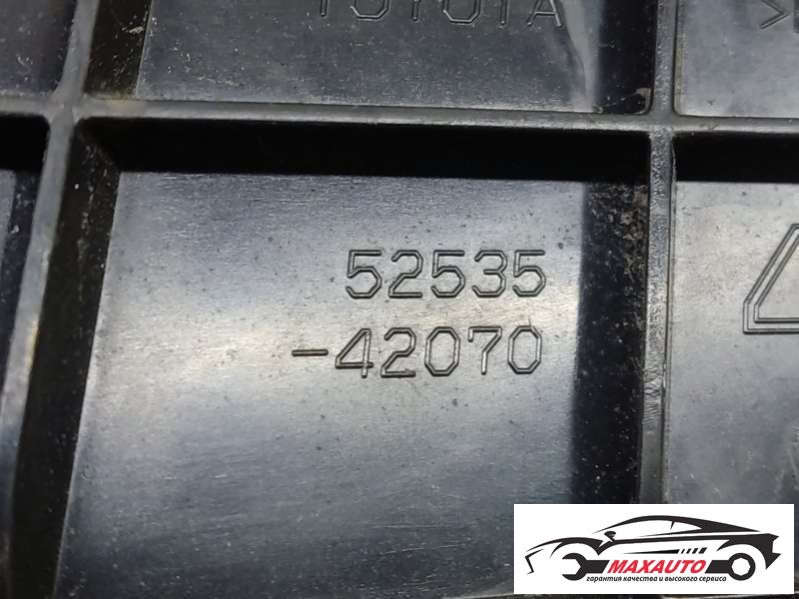 TOYOTA
>
52535
-42070
MAXAUTO
гарантия качества и высокого сервиса